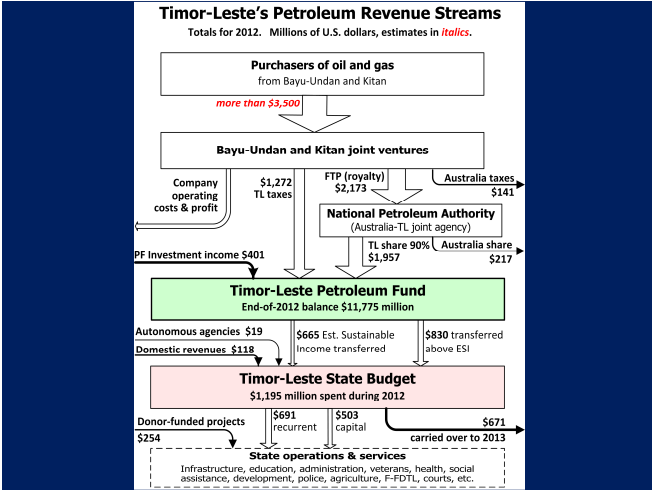 Timor-Leste's Petroleum Revenue Streams
Totals for 2012.   Millions of U.S. dollars, estimates in italics.
Purchasers of oil and gas
from Bayu-Undan and Kitan
more than $3,500
Bayu-Undan and Kitan joint ventures
Company
operating
costs & profit
$1,272
TL taxes
FTP (royalty)
$2,173
Australia taxes
$141
National Petroleum Authority
(Australia-TL joint agency)
TL share 90%
$1,957
Australia share
$217
PF Investment income $401
Timor-Leste Petroleum Fund
End-of-2012 balance $11,775 million
Autonomous agencies $19
Domestic revenues $118
$665 Est. Sustainable
Income transferred
$830 transferred
above ESI
Timor-Leste State Budget
$1,195 million spent during 2012
Donor-funded projects
$254
$691
recurrent
$503
capital
$671
carried over to 2013
State operations & services
Infrastructure, education, administration, veterans, health, social
assistance, development, police, agriculture, F-FDTL, courts, etc.